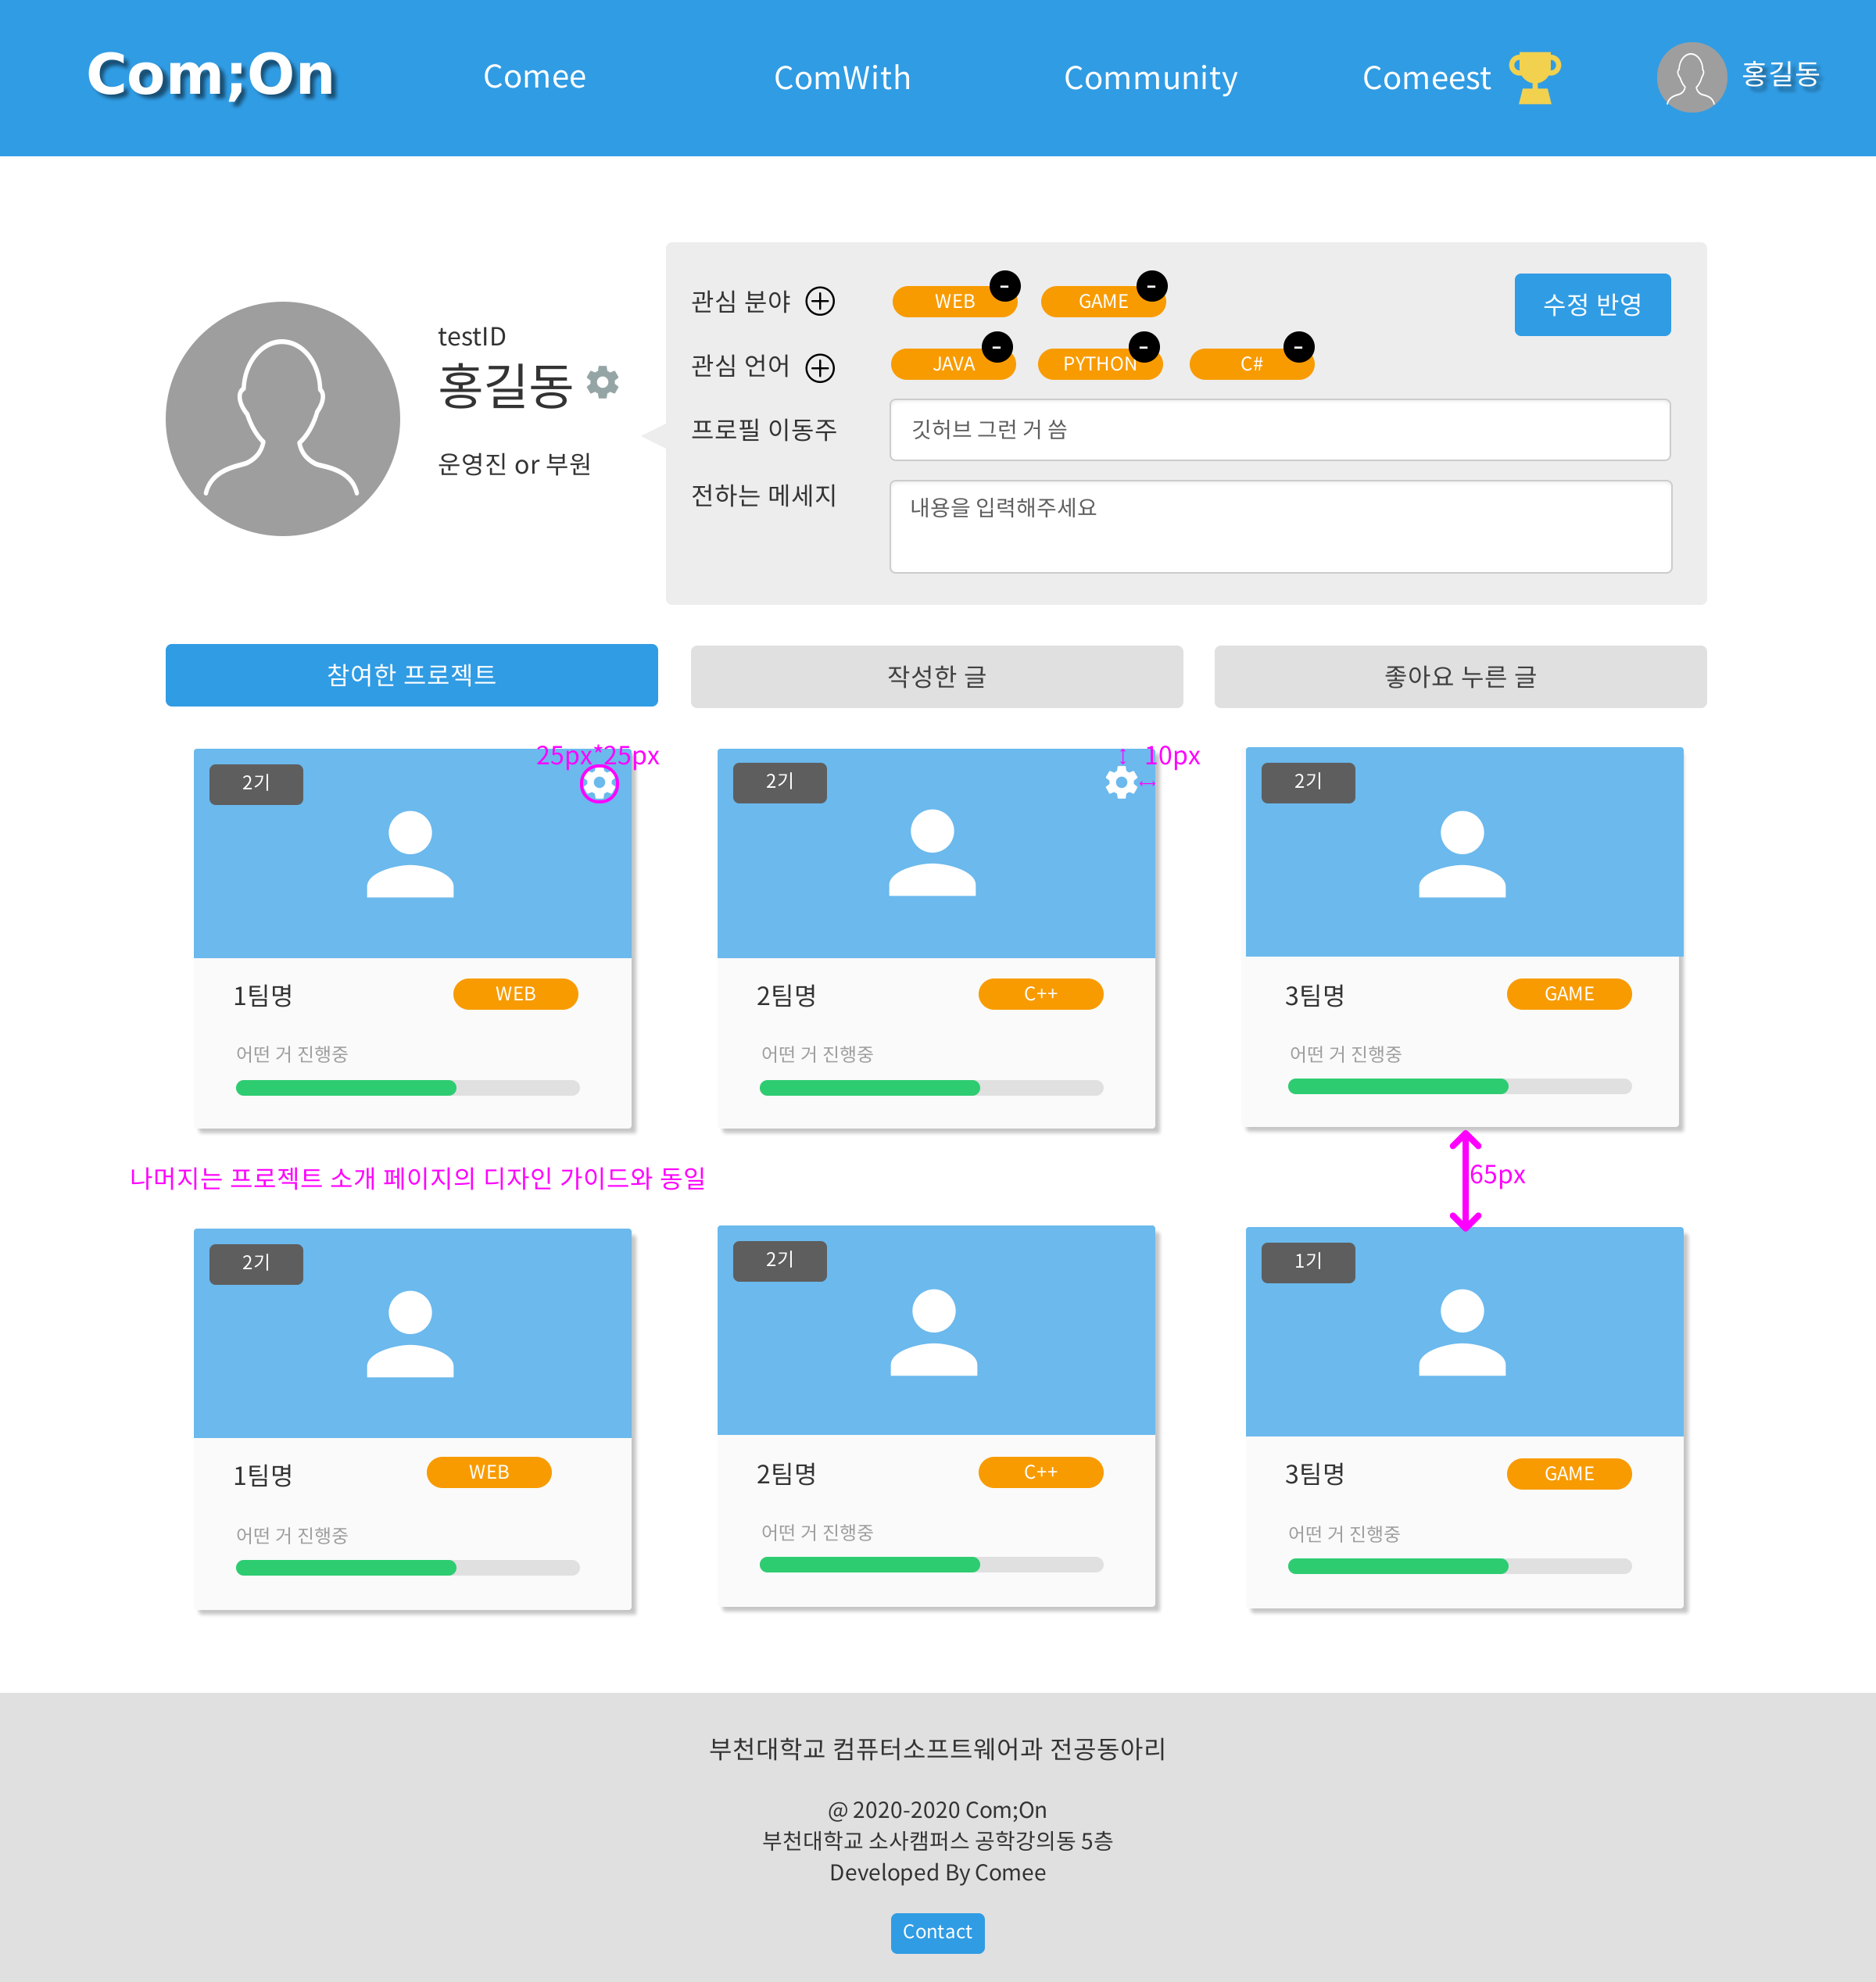 Com;On
Comee
ComWith
Community
Comeest
홍길동
testID
홍길동
운영진 or 부원
관심 분야
WEB
-
GAME
-
수정 반영
관심 언어
JAVA
-
PYTHON
-
C#
-
프로필 이동주
깃허브 그런 거 씀
전하는 메세지
내용을 입력해주세요
참여한 프로젝트
작성한 글
좋아요 누른 글
25px*25px
10px
2기
2기
2기
1팀명
WEB
2팀명
C++
3팀명
GAME
어떤 거 진행중
어떤 거 진행중
어떤 거 진행중
나머지는 프로젝트 소개 페이지의 디자인 가이드와 동일
65px
2기
2기
1기
1팀명
WEB
2팀명
C++
3팀명
GAME
어떤 거 진행중
어떤 거 진행중
어떤 거 진행중
부천대학교 컴퓨터소프트웨어과 전공동아리
@ 2020-2020 Com;On
부천대학교 소사캠퍼스 공학강의동 5층
Developed By Comee
Contact